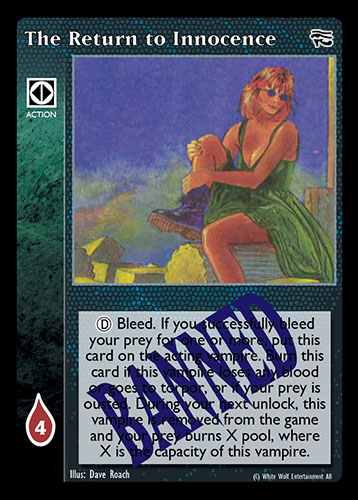 The Return to Innocence
ACTION
Ⓓ Bleed. If you successfully bleed
your prey for one or more, put this
card on the acting vampire. Burn this
card if this vampire loses any blood
or goes to torpor, or if your prey is
ousted. During your next unlock, this
vampire is removed from the game
and your prey burns X pool, where
X is the capacity of this vampire.
BANNED
4
Illus: Dave Roach
(C) White Wolf Entertainment AB